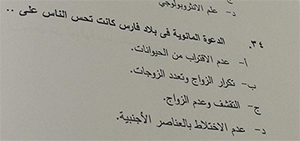 د- علم الانثروبولوجي
٣٤. الدعوة المانوية في بلاد فارس كانت تحس الناس على ..
أ- عدم الاقتراب من الحيوانات.
ب- تكرار الزواج وتعدد الزوجات.
ج- التقشف وعدم الزواج.
د- عدم الاختلاط بالعناصر الأجنبية.